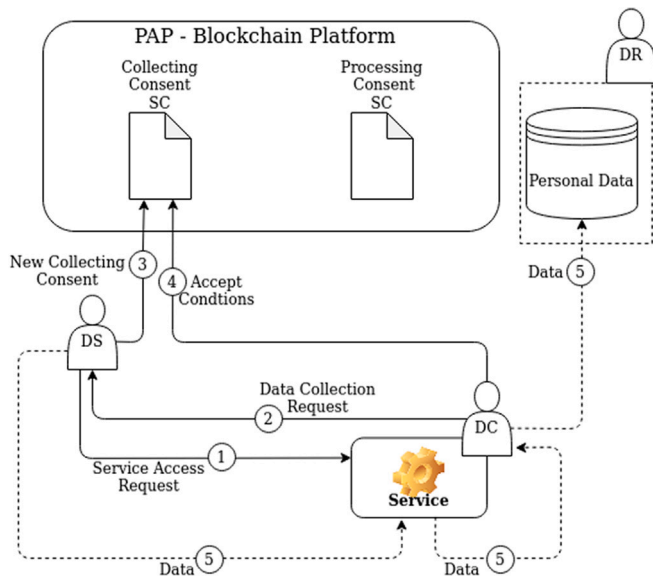 PAP - Blockchain Platform
Collecting
Consent
SC
Processing
Consent
SC
DR
Personal Data
New Collecting
Consent
3
4
Accept
Condtions
Data
5
DS
Data Collection
Request
2
DC
Service Access
Request
1
Service
Data
5
Data
5